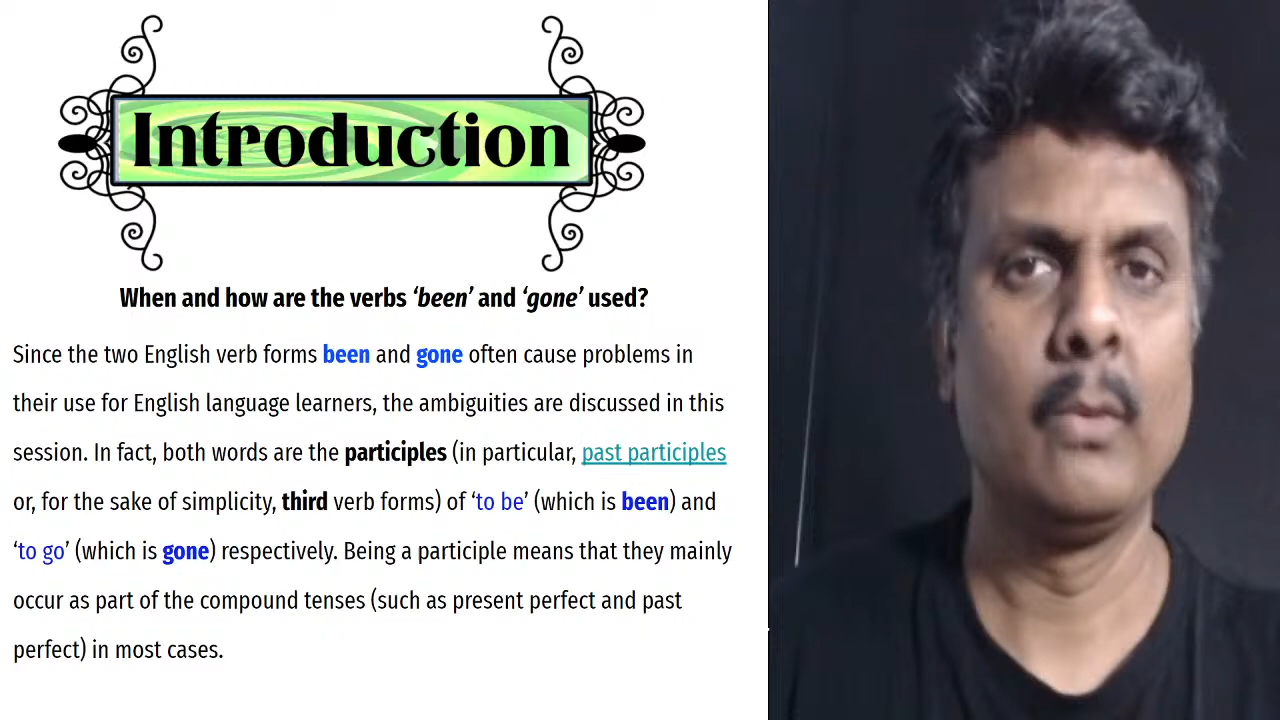 Introduction
When and how are the verbs ‘been’ and ‘gone’ used?
Since the two English verb forms been and gone often cause problems in
their use for English language learners, the ambiguities are discussed in this
session. In fact, both words are the participles (in particular, past participles
or, for the sake of simplicity, third verb forms) of ‘to be’ (which is been) and
‘to go’ (which is gone) respectively. Being a participle means that they mainly
occur as part of the compound tenses (such as present perfect and past
perfect) in most cases.